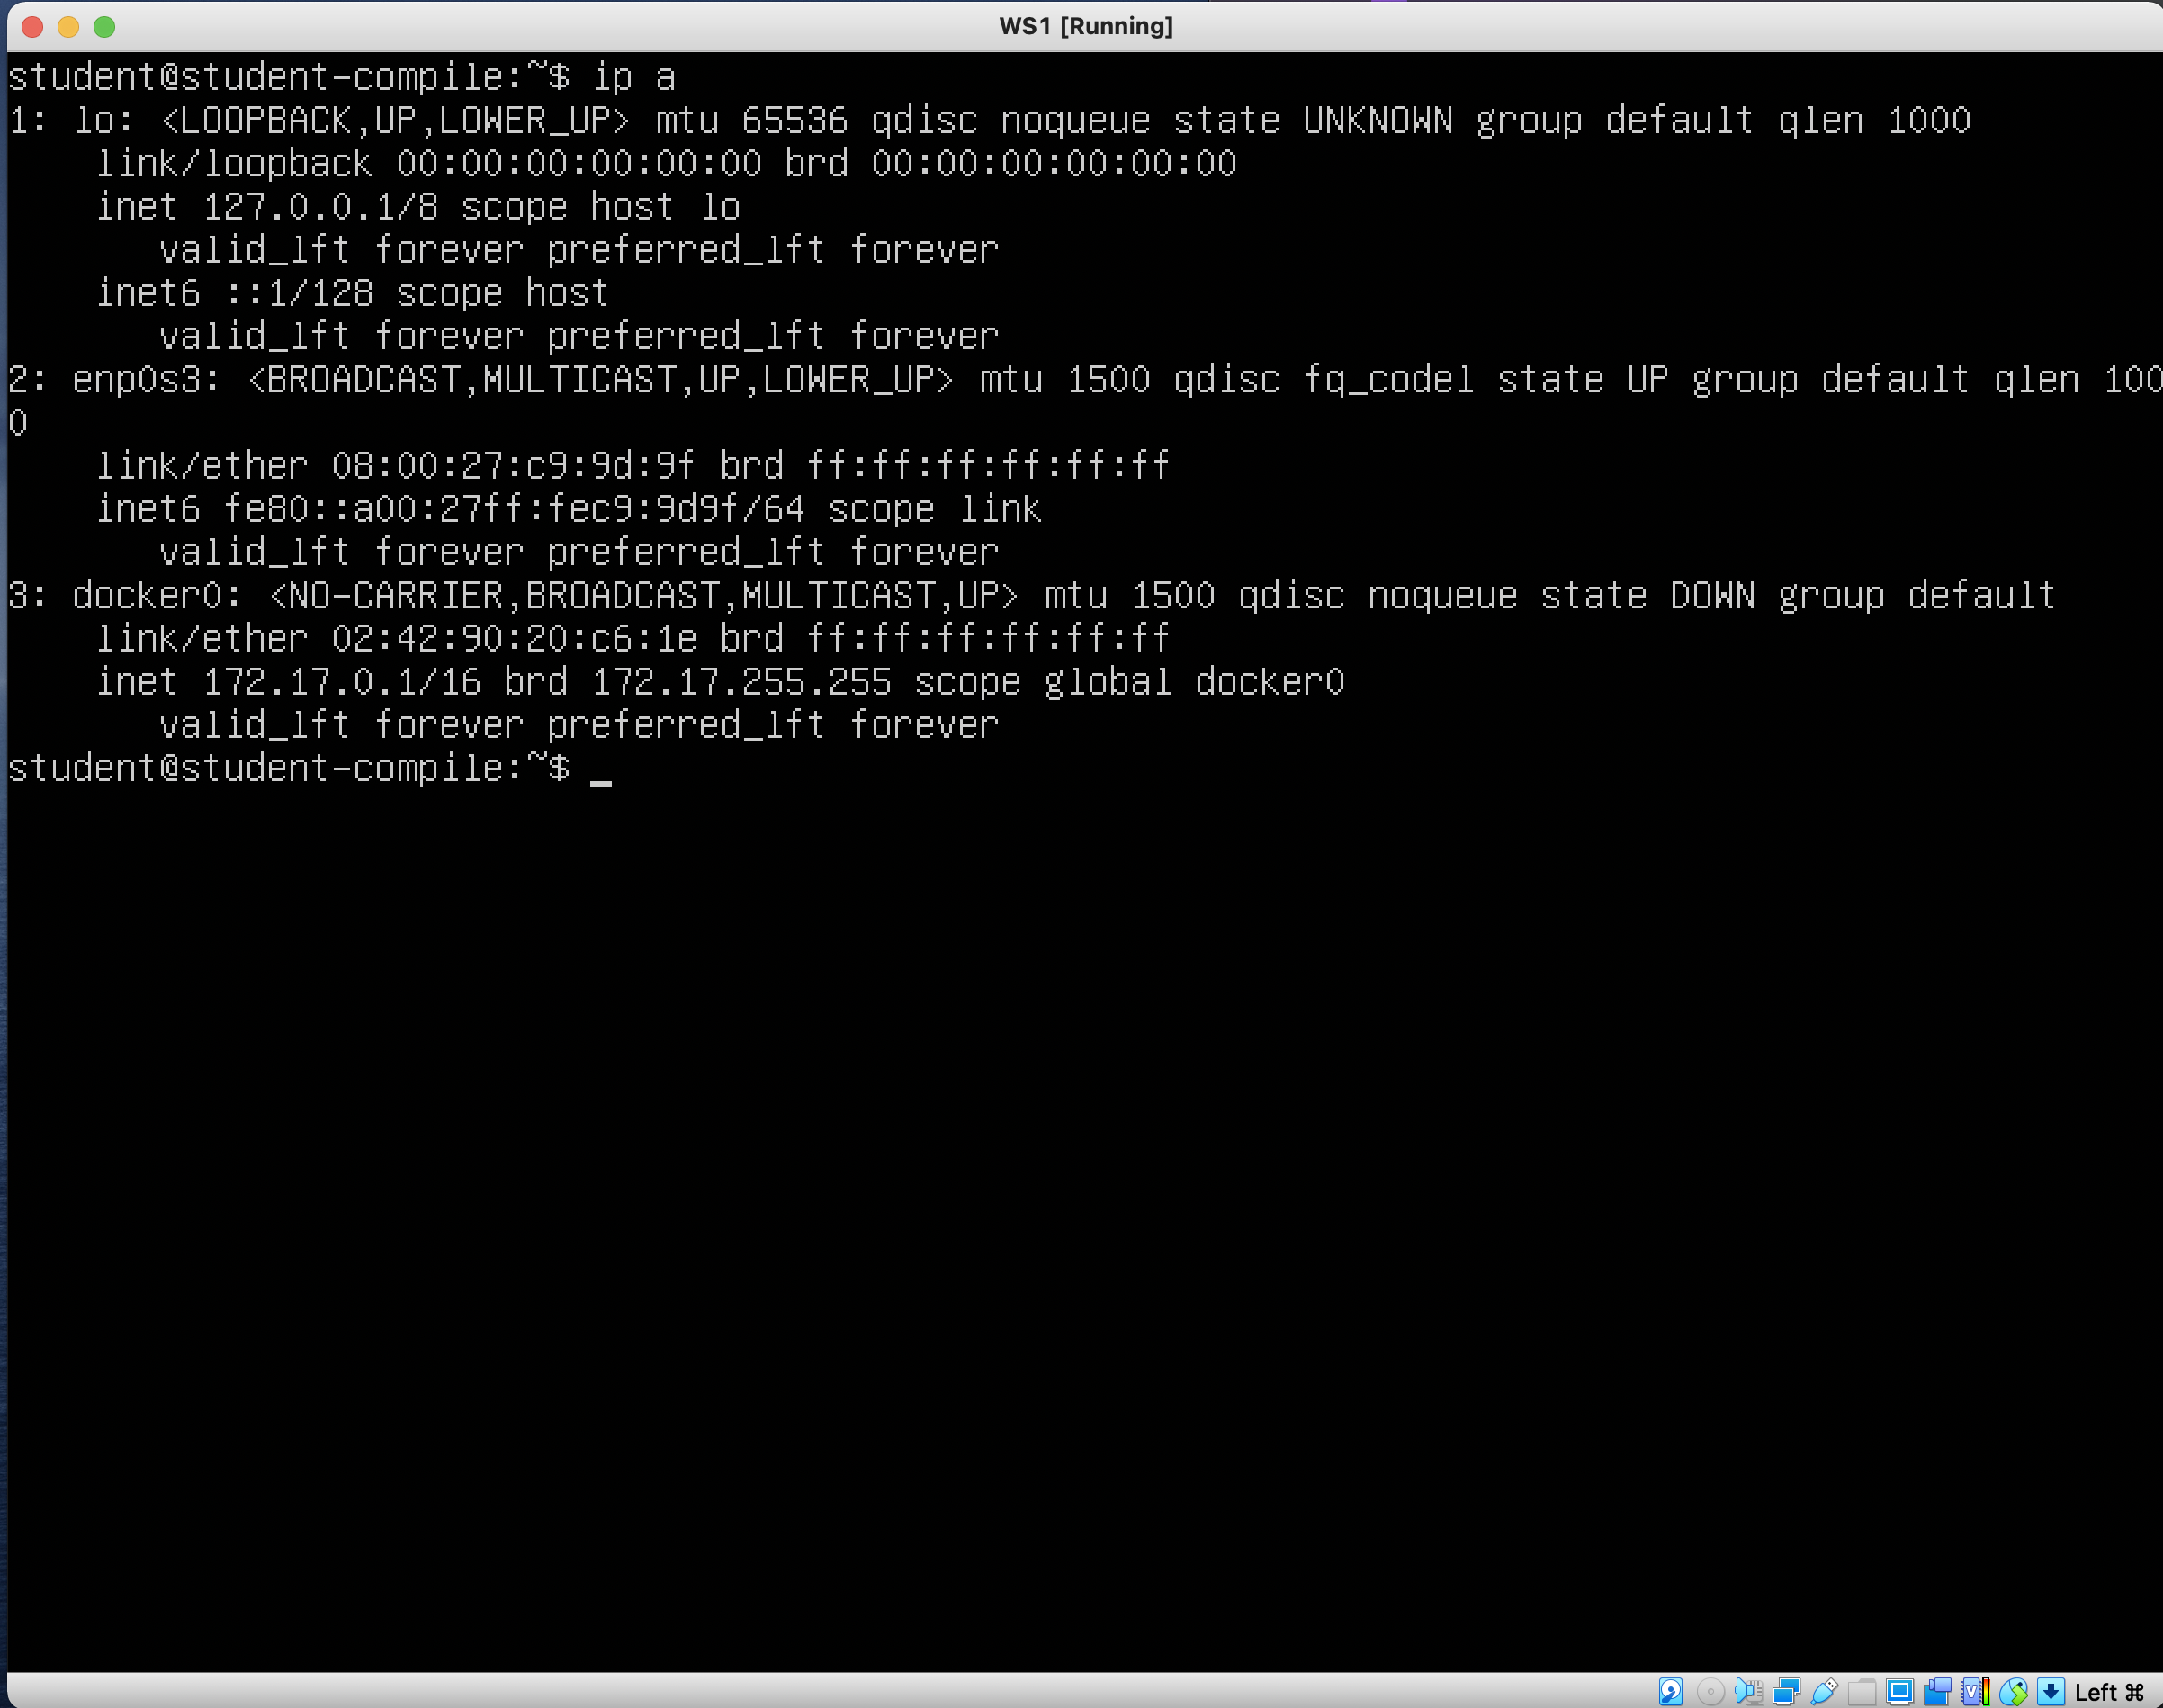 WS1 [Running]
student@student-compile:~$ ip a
1: lo: <LOOPBACK,UP,LOWER_UP> mtu 65536 qdisc noqueue state UNKNOWN group default qlen 1000
    link/loopback 00:00:00:00:00:00 brd 00:00:00:00:00:00
    inet 127.0.0.1/8 scope host lo
       valid_lft forever preferred_lft forever
    inet6 ::1/128 scope host
       valid_lft forever preferred_lft forever
2: enp0s3: <BROADCAST,MULTICAST,UP,LOWER_UP> mtu 1500 qdisc fq_codel state UP group default qlen 100
0
    link/ether 08:00:27:c9:9d:9f brd ff:ff:ff:ff:ff:ff
    inet6 fe80::a00:27ff:fec9:9d9f/64 scope link
       valid_lft forever preferred_lft forever
3: docker0: <NO-CARRIER,BROADCAST,MULTICAST,UP> mtu 1500 qdisc noqueue state DOWN group default
    link/ether 02:42:90:20:c6:1e brd ff:ff:ff:ff:ff:ff
    inet 172.17.0.1/16 brd 172.17.255.255 scope global docker0
       valid_lft forever preferred_lft forever
student@student-compile:~$ _
Left ⌘